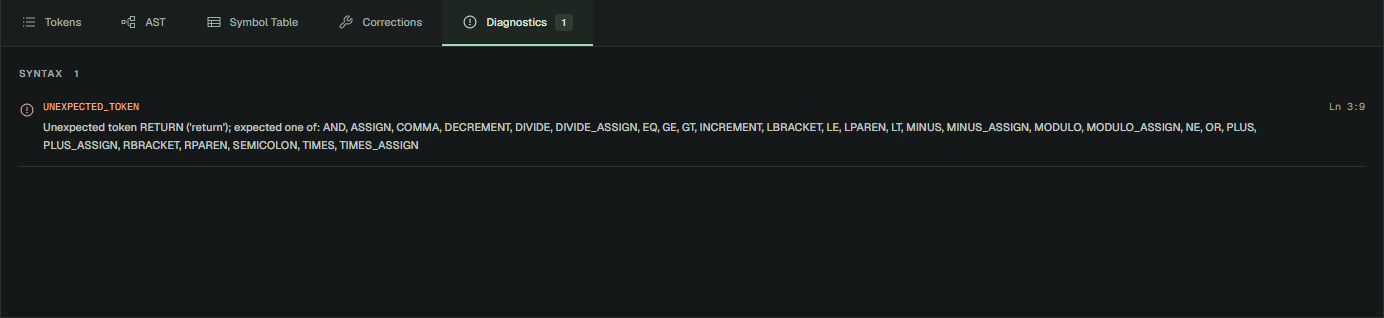 Tokens AST Symbol Table Corrections Diagnostics 1
SYNTAX 1
UNEXPECTED_TOKEN Ln 3:9
Unexpected token RETURN ('return'); expected one of: AND, ASSIGN, COMMA, DECREMENT, DIVIDE, DIVIDE_ASSIGN, EQ, GE, GT, INCREMENT, LBRACKET, LE, LPAREN, LT, MINUS, MINUS_ASSIGN, MODULO, MODULO_ASSIGN, NE, OR, PLUS,
PLUS_ASSIGN, RBRACKET, RPAREN, SEMICOLON, TIMES, TIMES_ASSIGN